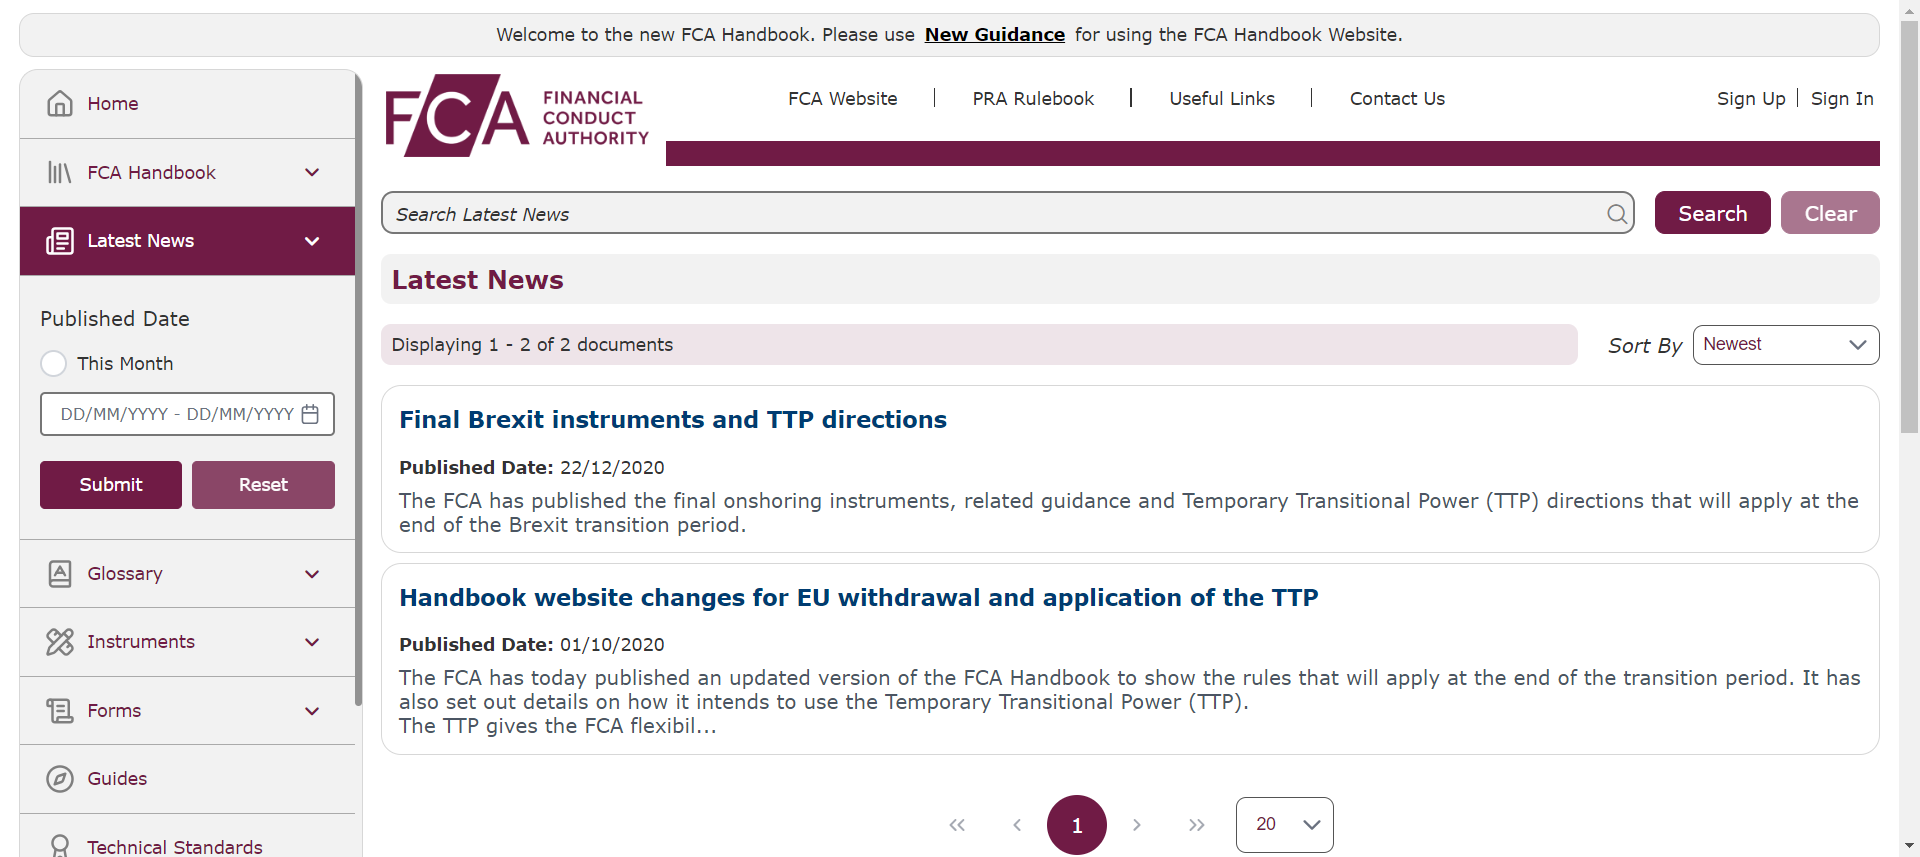 Welcome to the new FCA Handbook. Please use New Guidance for using the FCA Handbook Website.
Home
FCA Handbook
Latest News
Published Date
This Month
DD/MM/YYYY - DD/MM/YYYY
Submit
Reset
Glossary
Instruments
Forms
Guides
Technical Standards
FCA
FINANCIAL
CONDUCT
AUTHORITY
FCA Website
PRA Rulebook
Useful Links
Contact Us
Sign Up
Sign In
Search Latest News
Search
Clear
Latest News
Displaying 1 - 2 of 2 documents
Sort By
Newest
Final Brexit instruments and TTP directions
Published Date: 22/12/2020
The FCA has published the final onshoring instruments, related guidance and Temporary Transitional Power (TTP) directions that will apply at the
end of the Brexit transition period.
Handbook website changes for EU withdrawal and application of the TTP
Published Date: 01/10/2020
The FCA has today published an updated version of the FCA Handbook to show the rules that will apply at the end of the transition period. It has
also set out details on how it intends to use the Temporary Transitional Power (TTP).
The TTP gives the FCA flexibil...
1
20